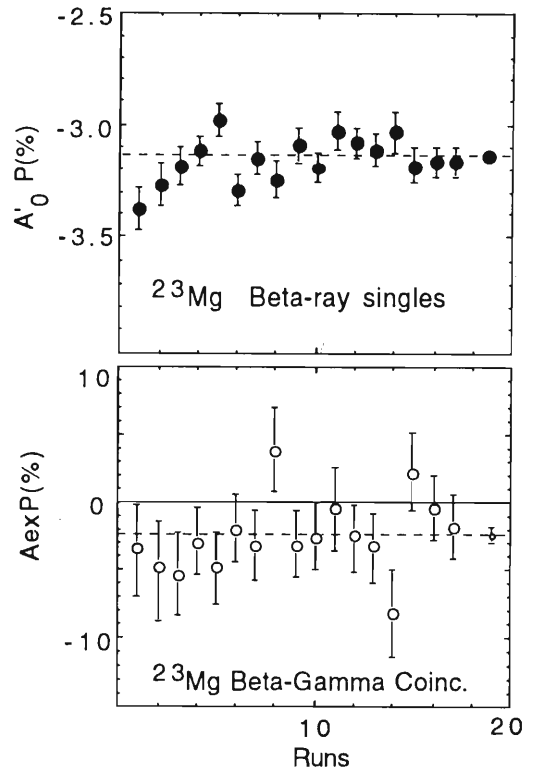 -2.5
-3.0
-3.5
A'₀ P(%)
²³Mg Beta-ray singles
10
0
-10
AexP(%)
²³Mg Beta-Gamma Coinc.
10
20
Runs